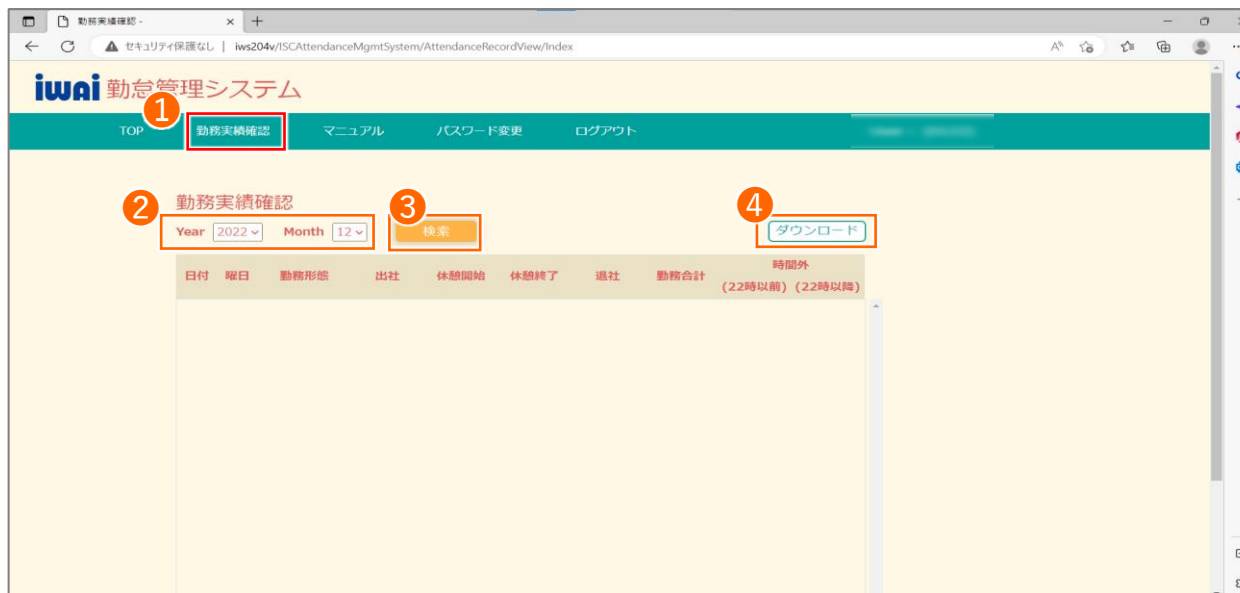 勤務実績確認 -
セキュリティ保護なし | iws204v/ISCAttendanceMgmtSystem/AttendanceRecordView/Index
iwai 勤怠管理システム
1
TOP 勤務実績確認 マニュアル パスワード変更 ログアウト
勤務実績確認
2 3 4
Year 2022 Month 12 検索 ダウンロード
時間外
日付 曜日 勤務形態 出社 休憩開始 休憩終了 退社 勤務合計
(22時以前) (22時以降)